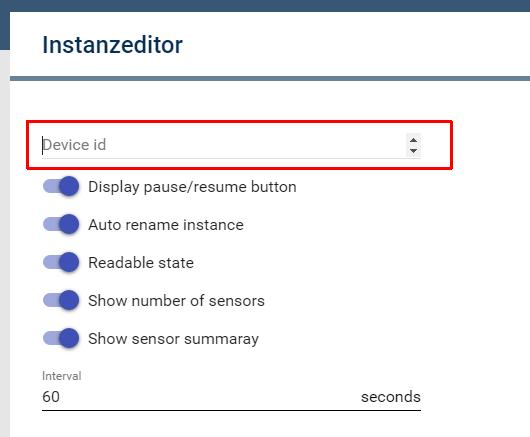 Instanzeditor
Device id
Display pause/resume button
Auto rename instance
Readable state
Show number of sensors
Show sensor summaray
Interval
60 seconds